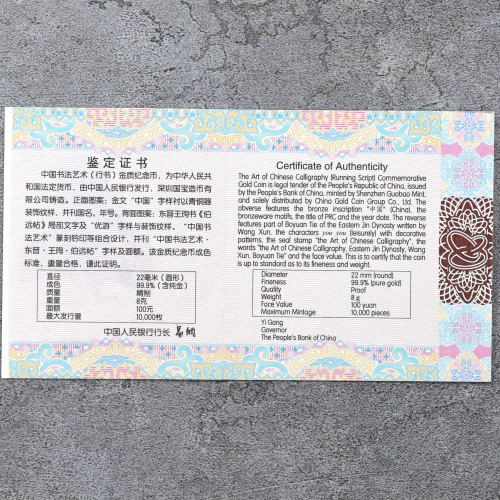 鉴定证书
中国书法艺术（行书）金质纪念币，为中华人民共
和国法定货币，由中国人民银行发行，深圳国宝造币有
限公司铸造。正面图案：金文“中国”字样衬以青铜器
装饰纹样，并刊国名、年号。背面图案：东晋王珣书《伯
远帖》局部文字及“优游”字样与装饰纹样、“中国书
法艺术”篆刻钤印等组合设计，并刊“中国书法艺术·
东晋·王珣·伯远帖”字样及面额。该金质纪念币成色
标准，重量合格，谨此证明。
直径 22毫米（圆形）
成色 99.9%（含纯金）
质量 精制
重量 8克
面额 100元
最大发行量 10,000枚
中国人民银行行长 易纲
Certificate of Authenticity
The Art of Chinese Calligraphy (Running Script) Commemorative
Gold Coin is legal tender of the People's Republic of China, issued
by the People's Bank of China, minted by Shenzhen Guobao Mint,
and solely distributed by China Gold Coin Group Co., Ltd. The
obverse features the bronze inscription "中国" (China), the
bronzeware motifs, the title of PRC and the year date. The reverse
features part of Boyuan Tie of the Eastern Jin Dynasty written by
Wang Xun, the characters you you (leisurely) with decorative
patterns, the seal stamp "the Art of Chinese Calligraphy", the
words "the Art of Chinese Calligraphy, Eastern Jin Dynasty, Wang
Xun, Boyuan Tie" and the face value. This is to certify that the coin
is up to standard as to its fineness and weight.
Diameter 22 mm (round)
Fineness 99.9% (pure gold)
Quality Proof
Weight 8 g
Face Value 100 yuan
Maximum Mintage 10,000 pieces
Yi Gang
Governor
The People's Bank of China